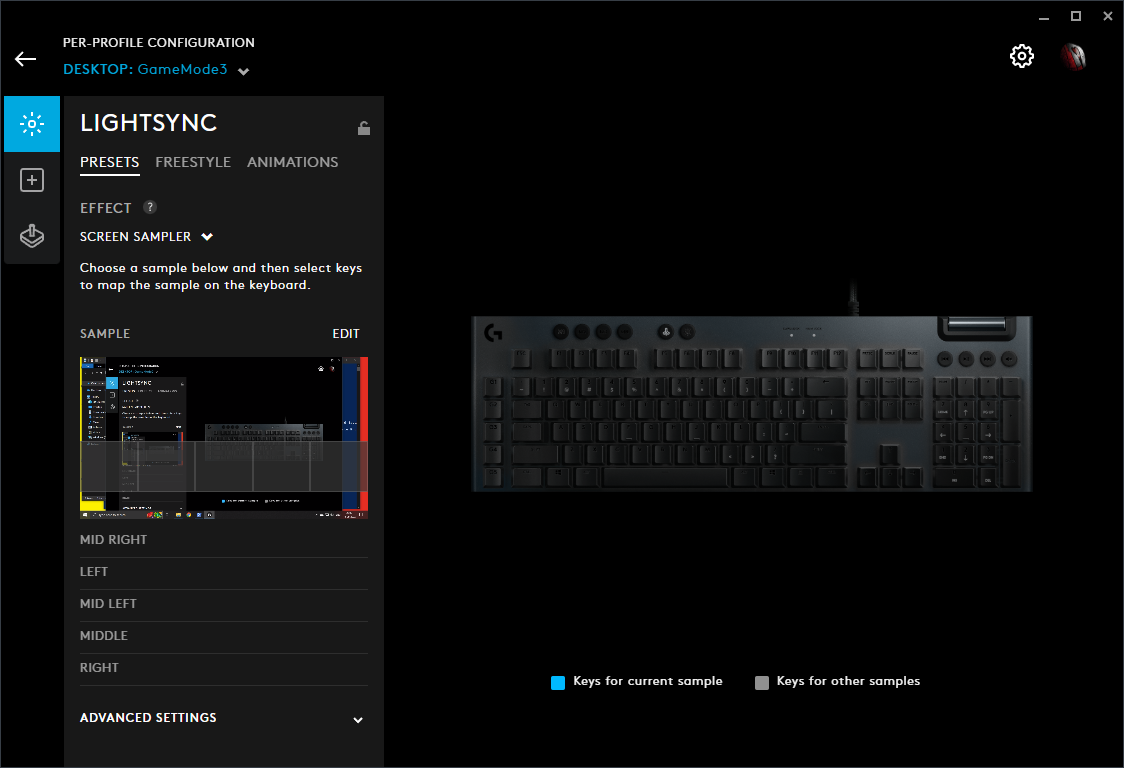 PER-PROFILE CONFIGURATION
DESKTOP: GameMode3
LIGHTSYNC
PRESETS FREESTYLE ANIMATIONS
EFFECT ?
SCREEN SAMPLER
Choose a sample below and then select keys
to map the sample on the keyboard.
SAMPLE EDIT
LIGHTSYNC
MID RIGHT
LEFT
MID LEFT
MIDDLE
RIGHT
Keys for current sample Keys for other samples
ADVANCED SETTINGS